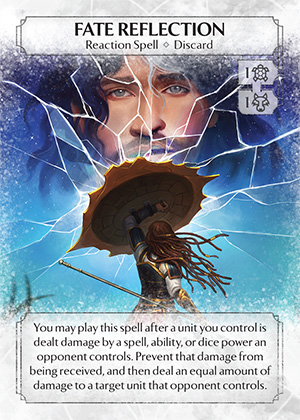 FATE REFLECTION
Reaction Spell ⋄ Discard
1
1
You may play this spell after a unit you control is
dealt damage by a spell, ability, or dice power an
opponent controls. Prevent that damage from
being received, and then deal an equal amount of
damage to a target unit that opponent controls.